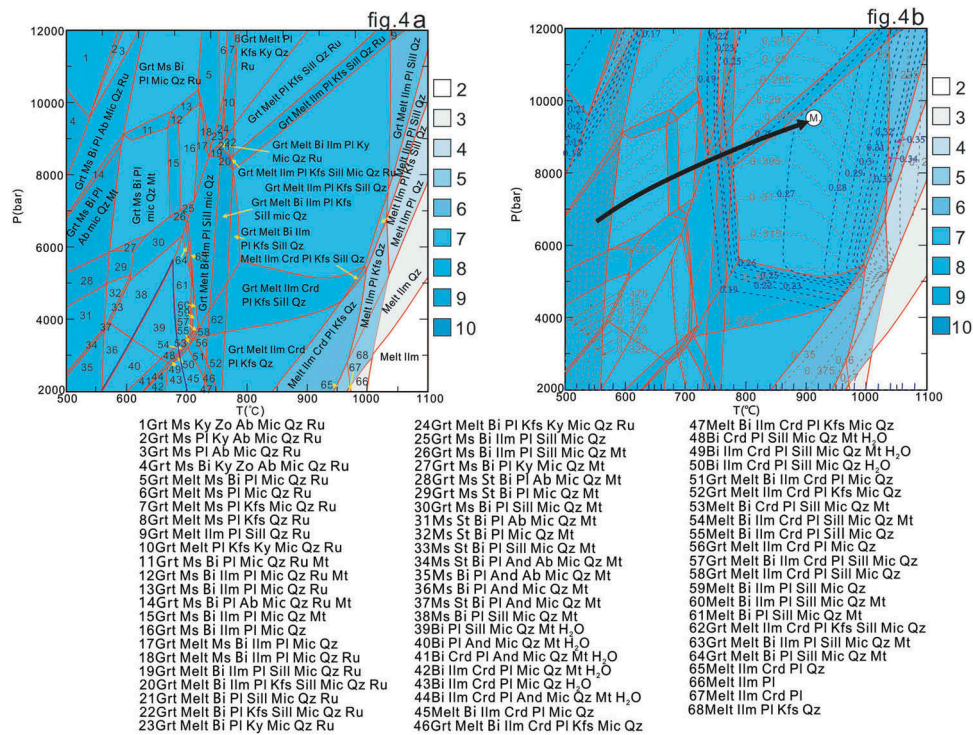 fig.4a
fig.4b
12000
10000
8000
6000
4000
2000
P(bar)
500
600
700
800
900
1000
1100
T(℃)
Grt Ms Bi
Pl Mic Qz Ru
Grt Melt Pl
Kfs Ky Qz
Ru
Grt Melt Pl Kfs Sill Qz Ru
Grt Melt Ilm Pl Kfs Sill Qz Ru
Grt Melt Ilm Pl Sill Qz
Grt Melt Ilm Pl Qz
Melt Ilm Pl Qz
Melt Ilm Pl
Grt Ms Bi Pl Ab Mic Qz Ru
Grt Ms Bi Pl
Ab mic Qz Mt
Grt Ms Bi Pl
mic Qz Mt
Grt Melt Bi Ilm Pl Sill mic Qz
Grt Melt Bi Ilm Pl Ky
Mic Qz Ru
Grt Melt Ilm Pl Kfs Sill Mic Qz Ru
Grt Melt Ilm Pl Kfs Sill Qz
Grt Melt Bi Ilm Pl Kfs
Sill mic Qz
Grt Melt Bi Ilm
Pl Kfs Sill Qz
Melt Ilm Crd Pl Kfs Sill Qz
Grt Melt Ilm Crd
Pl Kfs Sill Qz
Grt Melt Ilm Crd
Pl Kfs Qz
Melt Ilm Crd Pl Kfs Qz
Melt Ilm Pl Kfs Qz
Melt Ilm Qz
Melt Ilm
2
3
4
5
6
7
8
9
10
12000
10000
8000
6000
4000
2000
P(bar)
500
600
700
800
900
1000
1100
T(℃)
M
2
3
4
5
6
7
8
9
10
1Grt Ms Ky Zo Ab Mic Qz Ru
2Grt Ms Pl Ky Ab Mic Qz Ru
3Grt Ms Pl Ab Mic Qz Ru
4Grt Ms Bi Ky Zo Ab Mic Qz Ru
5Grt Melt Ms Bi Pl Mic Qz Ru
6Grt Melt Ms Pl Mic Qz Ru
7Grt Melt Ms Pl Kfs Mic Qz Ru
8Grt Melt Ms Pl Kfs Qz Ru
9Grt Melt Ilm Pl Sill Qz Ru
10Grt Melt Pl Kfs Ky Mic Qz Ru
11Grt Ms Bi Pl Mic Qz Ru Mt
12Grt Ms Bi Ilm Pl Mic Qz Ru Mt
13Grt Ms Bi Ilm Pl Mic Qz Ru
14Grt Ms Bi Pl Ab Mic Qz Ru Mt
15Grt Ms Bi Ilm Pl Mic Qz Mt
16Grt Ms Bi Ilm Pl Mic Qz
17Grt Melt Ms Bi Ilm Pl Mic Qz
18Grt Melt Ms Bi Ilm Pl Mic Qz Ru
19Grt Melt Bi Ilm Pl Sill Mic Qz Ru
20Grt Melt Bi Ilm Pl Kfs Sill Mic Qz Ru
21Grt Melt Bi Pl Sill Mic Qz Ru
22Grt Melt Bi Pl Kfs Sill Mic Qz Ru
23Grt Melt Bi Pl Ky Mic Qz Ru
24Grt Melt Bi Pl Kfs Ky Mic Qz Ru
25Grt Ms Bi Ilm Pl Sill Mic Qz
26Grt Ms Bi Ilm Pl Sill Mic Qz Mt
27Grt Ms Bi Pl Ky Mic Qz Mt
28Grt Ms St Bi Pl Ab Mic Qz Mt
29Grt Ms St Bi Pl Mic Qz Mt
30Grt Ms Bi Pl Sill Mic Qz Mt
31Ms St Bi Pl Ab Mic Qz Mt
32Ms St Bi Pl Mic Qz Mt
33Ms St Bi Pl Sill Mic Qz Mt
34Ms St Bi Pl And Ab Mic Qz Mt
35Ms Bi Pl And Ab Mic Qz Mt
36Ms Bi Pl And Mic Qz Mt
37Ms St Bi Pl And Mic Qz Mt
38Ms Bi Pl Sill Mic Qz Mt
39Bi Pl Sill Mic Qz Mt H₂O
40Bi Pl And Mic Qz Mt H₂O
41Bi Crd Pl And Mic Qz Mt H₂O
42Bi Ilm Crd Pl Mic Qz Mt H₂O
43Bi Ilm Crd Pl Mic Qz H₂O
44Bi Ilm Crd Pl And Mic Qz Mt H₂O
45Melt Bi Ilm Crd Pl Mic Qz
46Grt Melt Bi Ilm Crd Pl Kfs Mic Qz
47Melt Bi Ilm Crd Pl Kfs Mic Qz
48Bi Crd Pl Sill Mic Qz Mt H₂O
49Bi Ilm Crd Pl Sill Mic Qz Mt H₂O
50Bi Ilm Crd Pl Sill Mic Qz H₂O
51Grt Melt Bi Ilm Crd Pl Mic Qz
52Grt Melt Ilm Crd Pl Kfs Mic Qz
53Melt Bi Crd Pl Sill Mic Qz Mt
54Melt Bi Ilm Crd Pl Sill Mic Qz Mt
55Melt Bi Ilm Crd Pl Sill Mic Qz
56Grt Melt Ilm Crd Pl Mic Qz
57Grt Melt Bi Ilm Crd Pl Sill Mic Qz
58Grt Melt Ilm Crd Pl Sill Mic Qz
59Melt Bi Ilm Pl Sill Mic Qz
60Melt Bi Ilm Pl Sill Mic Qz Mt
61Melt Bi Pl Sill Mic Qz Mt
62Grt Melt Ilm Crd Pl Kfs Sill Mic Qz
63Grt Melt Bi Ilm Pl Sill Mic Qz Mt
64Grt Melt Bi Pl Sill Mic Qz Mt
65Melt Ilm Crd Pl Qz
66Melt Ilm Pl
67Melt Ilm Crd Pl
68Melt Ilm Pl Kfs Qz